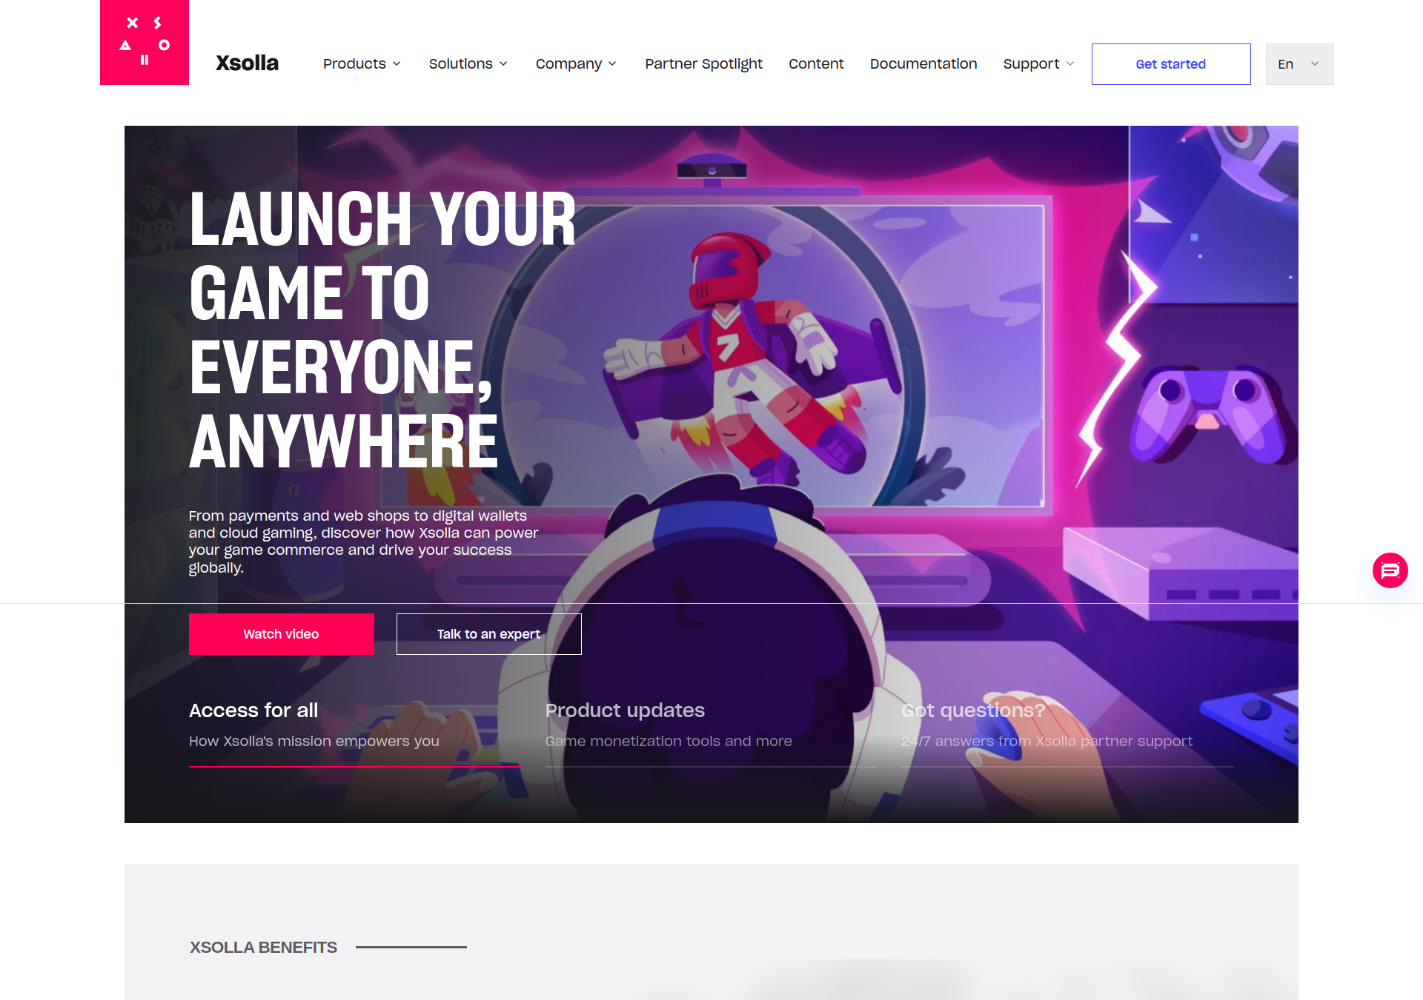 XSOLLA
Xsolla
Products
Solutions
Company
Partner Spotlight
Content
Documentation
Support
Get started
En
LAUNCH YOUR
GAME TO
EVERYONE,
ANYWHERE
7
From payments and web shops to digital wallets
and cloud gaming, discover how Xsolla can power
your game commerce and drive your success
globally.
Watch video
Talk to an expert
Access for all
How Xsolla's mission empowers you
Product updates
Game monetization tools and more
Got questions?
24/7 answers from Xsolla partner support
XSOLLA BENEFITS